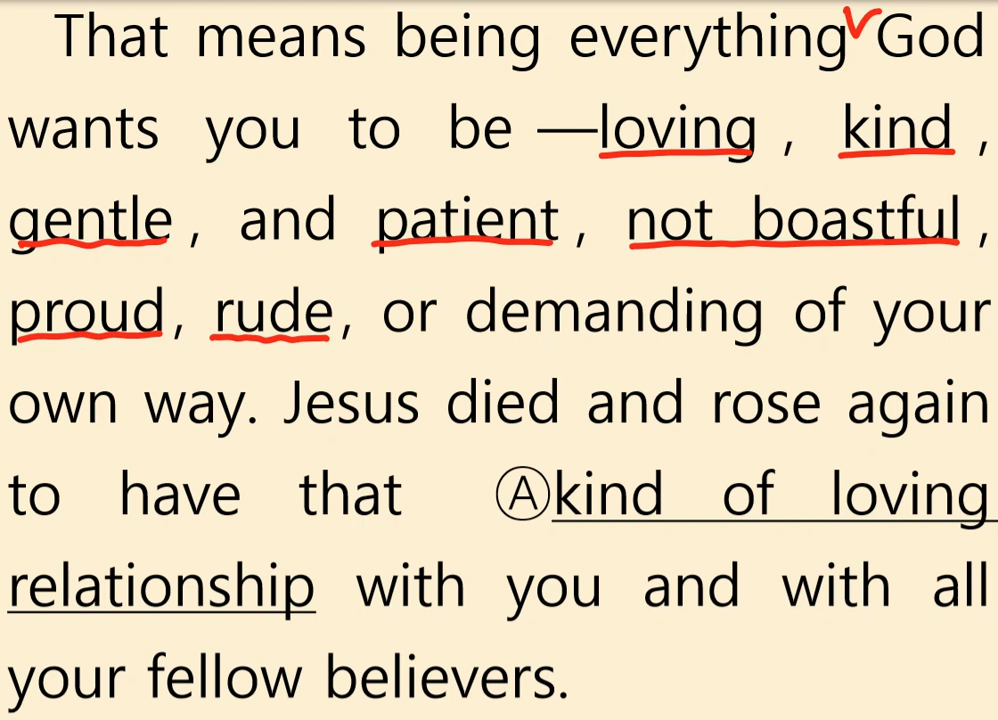 That means being everything God
wants you to be —loving , kind ,
gentle , and patient , not boastful ,
proud, rude, or demanding of your
own way. Jesus died and rose again
to have that Ⓐkind of loving
relationship with you and with all
your fellow believers.